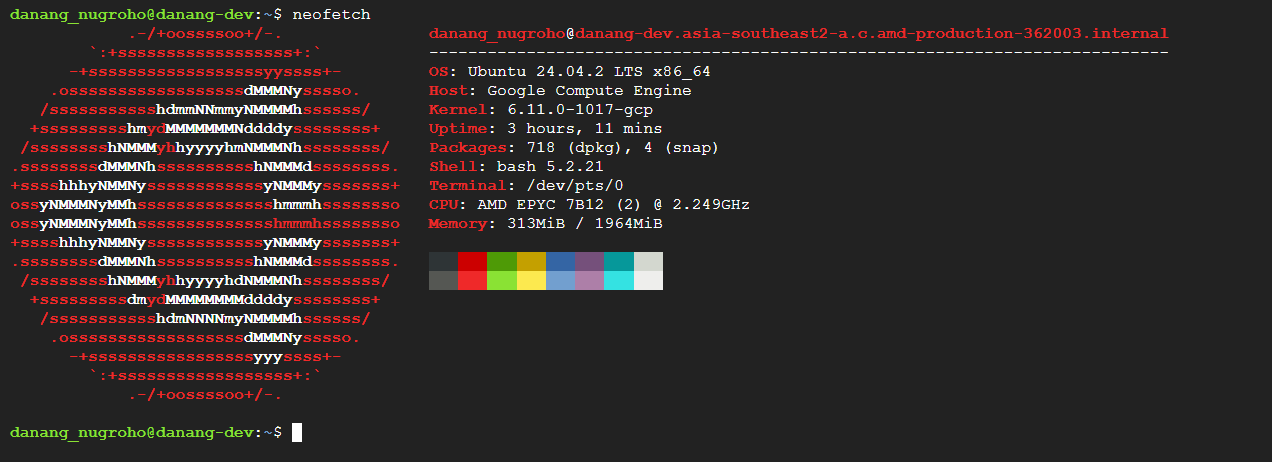 danang_nugroho@danang-dev:~$ neofetch
            .-/+oossssoo+/-.               danang_nugroho@danang-dev.asia-southeast2-a.c.amd-production-362003.internal
        `:+ssssssssssssssssss+:`           ----------------------------------------------------------------------------
      -+ssssssssssssssssssyyssss+-         OS: Ubuntu 24.04.2 LTS x86_64
    .ossssssssssssssssssdMMMNysssso.       Host: Google Compute Engine
   /ssssssssssshdmmNNmmyNMMMMhssssss/      Kernel: 6.11.0-1017-gcp
  +ssssssssshmydMMMMMMMNddddyssssssss+     Uptime: 3 hours, 11 mins
 /sssssssshNMMMyhhyyyyhmNMMMNhssssssss/    Packages: 718 (dpkg), 4 (snap)
.ssssssssdMMMNhsssssssssshNMMMdssssssss.   Shell: bash 5.2.21
+sssshhhyNMMNyssssssssssssyNMMMysssssss+   Terminal: /dev/pts/0
ossyNMMMNyMMhsssssssssssssshmmmhssssssso   CPU: AMD EPYC 7B12 (2) @ 2.249GHz
ossyNMMMNyMMhsssssssssssssshmmmhssssssso   Memory: 313MiB / 1964MiB
+sssshhhyNMMNyssssssssssssyNMMMysssssss+
.ssssssssdMMMNhsssssssssshNMMMdssssssss.
 /sssssssshNMMMyhhyyyyhdNMMMNhssssssss/
  +sssssssssdmydMMMMMMMMddddyssssssss+
   /ssssssssssshdmNNNNmyNMMMMhssssss/
    .ossssssssssssssssssdMMMNysssso.
      -+sssssssssssssssssyyyssss+-
        `:+ssssssssssssssssss+:`
            .-/+oossssoo+/-.
danang_nugroho@danang-dev:~$